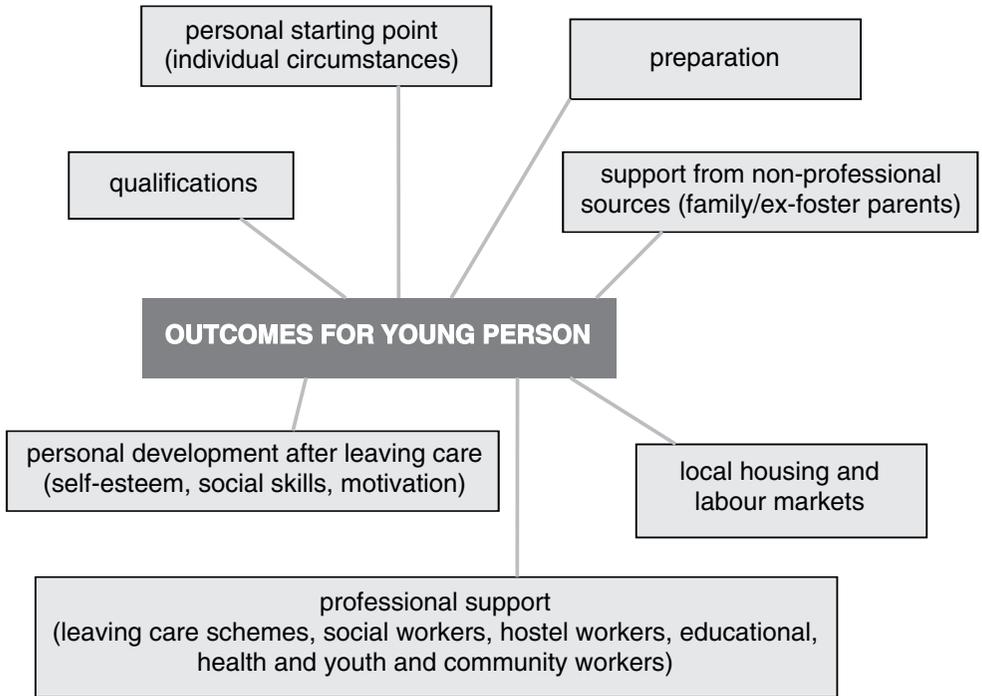 personal starting point
(individual circumstances)
preparation
qualifications
support from non-professional
sources (family/ex-foster parents)
OUTCOMES FOR YOUNG PERSON
personal development after leaving care
(self-esteem, social skills, motivation)
local housing and
labour markets
professional support
(leaving care schemes, social workers, hostel workers, educational,
health and youth and community workers)